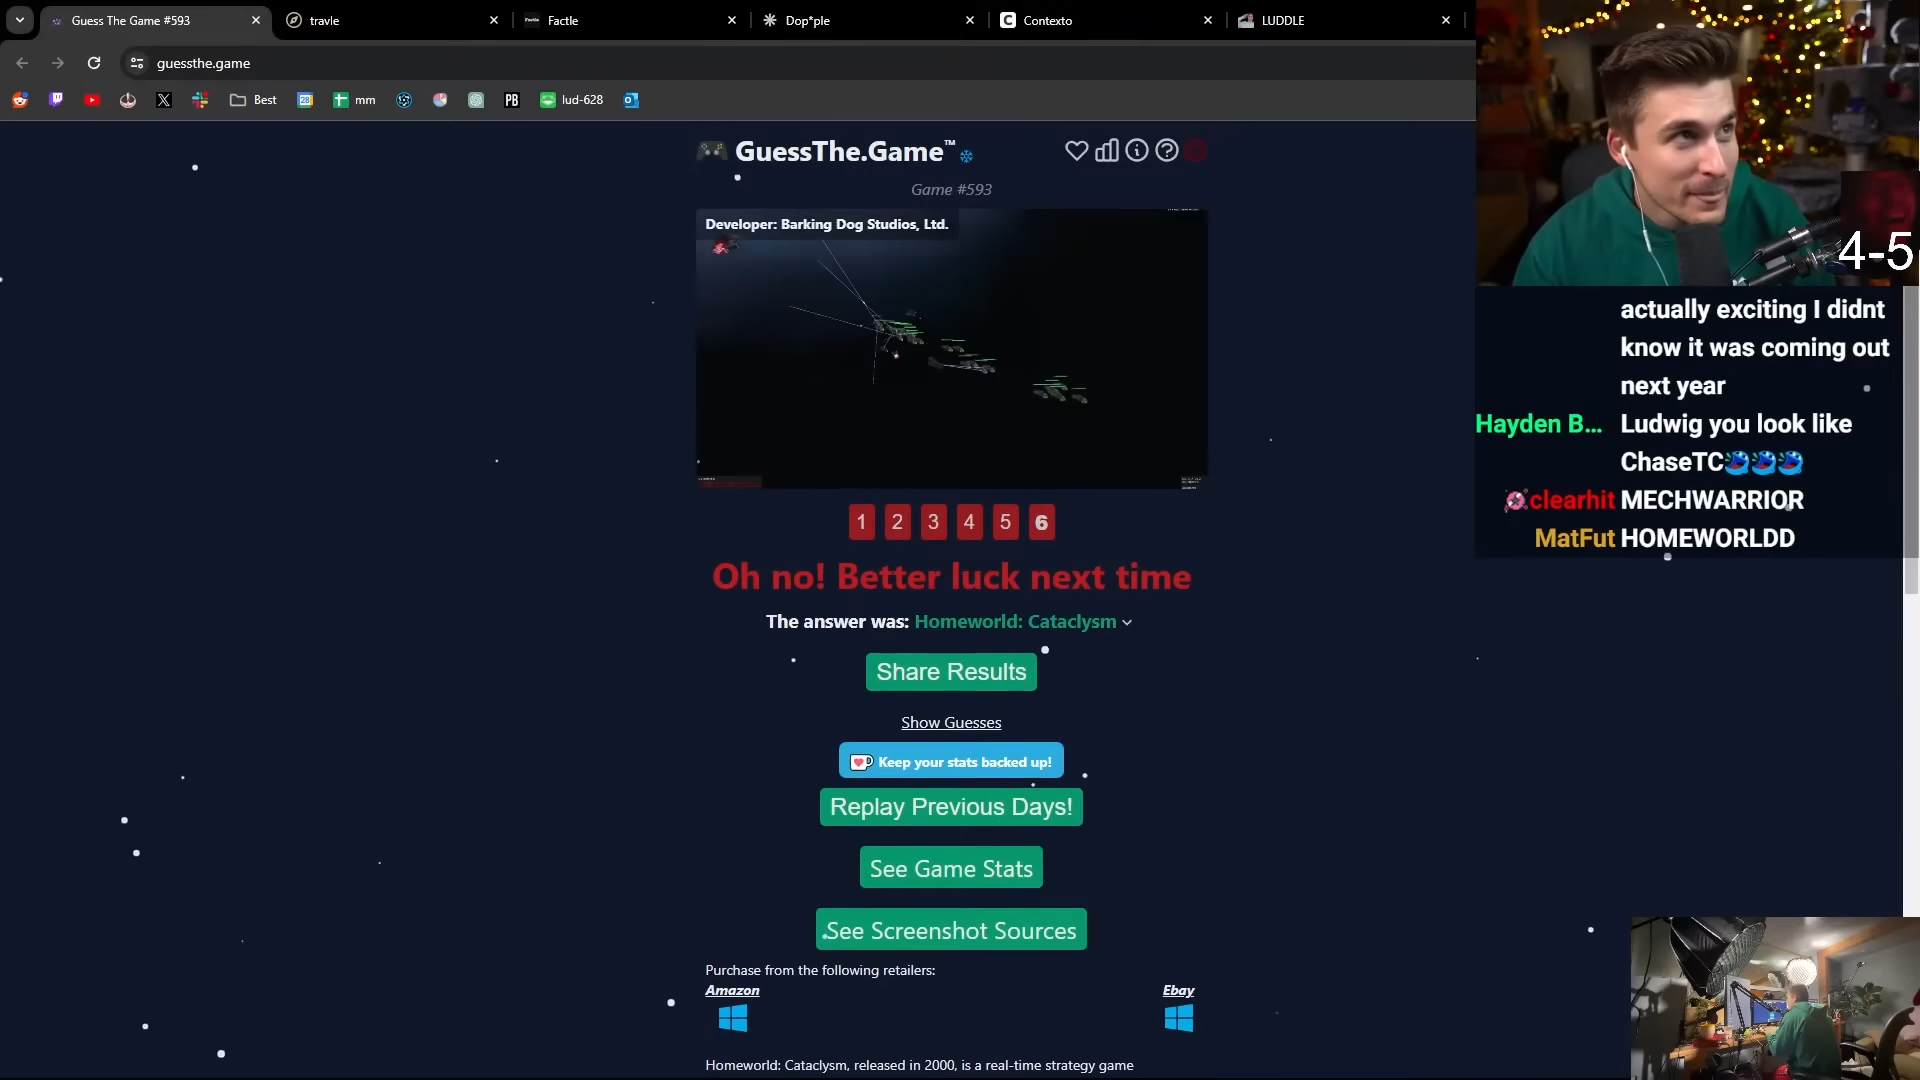 Guess The Game #593
travle
Factle
Dop*ple
Contexto
LUDDLE
guessthe.game
Best
28
mm
PB
lud-628
GuessThe.Game™
Game #593
Developer: Barking Dog Studios, Ltd.
1 2 3 4 5 6
Oh no! Better luck next time
The answer was: Homeworld: Cataclysm
Share Results
Show Guesses
Keep your stats backed up!
Replay Previous Days!
See Game Stats
See Screenshot Sources
Purchase from the following retailers:
Amazon
Ebay
Homeworld: Cataclysm, released in 2000, is a real-time strategy game
4-5
actually exciting I didnt
know it was coming out
next year
Hayden B... Ludwig you look like
ChaseTC
clearhit MECHWARRIOR
MatFut HOMEWORLDD